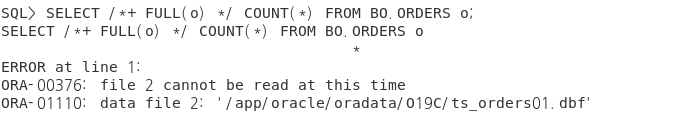 SQL> SELECT /*+ FULL(o) */ COUNT(*) FROM BO.ORDERS o;
SELECT /*+ FULL(o) */ COUNT(*) FROM BO.ORDERS o
*
ERROR at line 1:
ORA-00376: file 2 cannot be read at this time
ORA-01110: data file 2: '/app/oracle/oradata/O19C/ts_orders01.dbf'